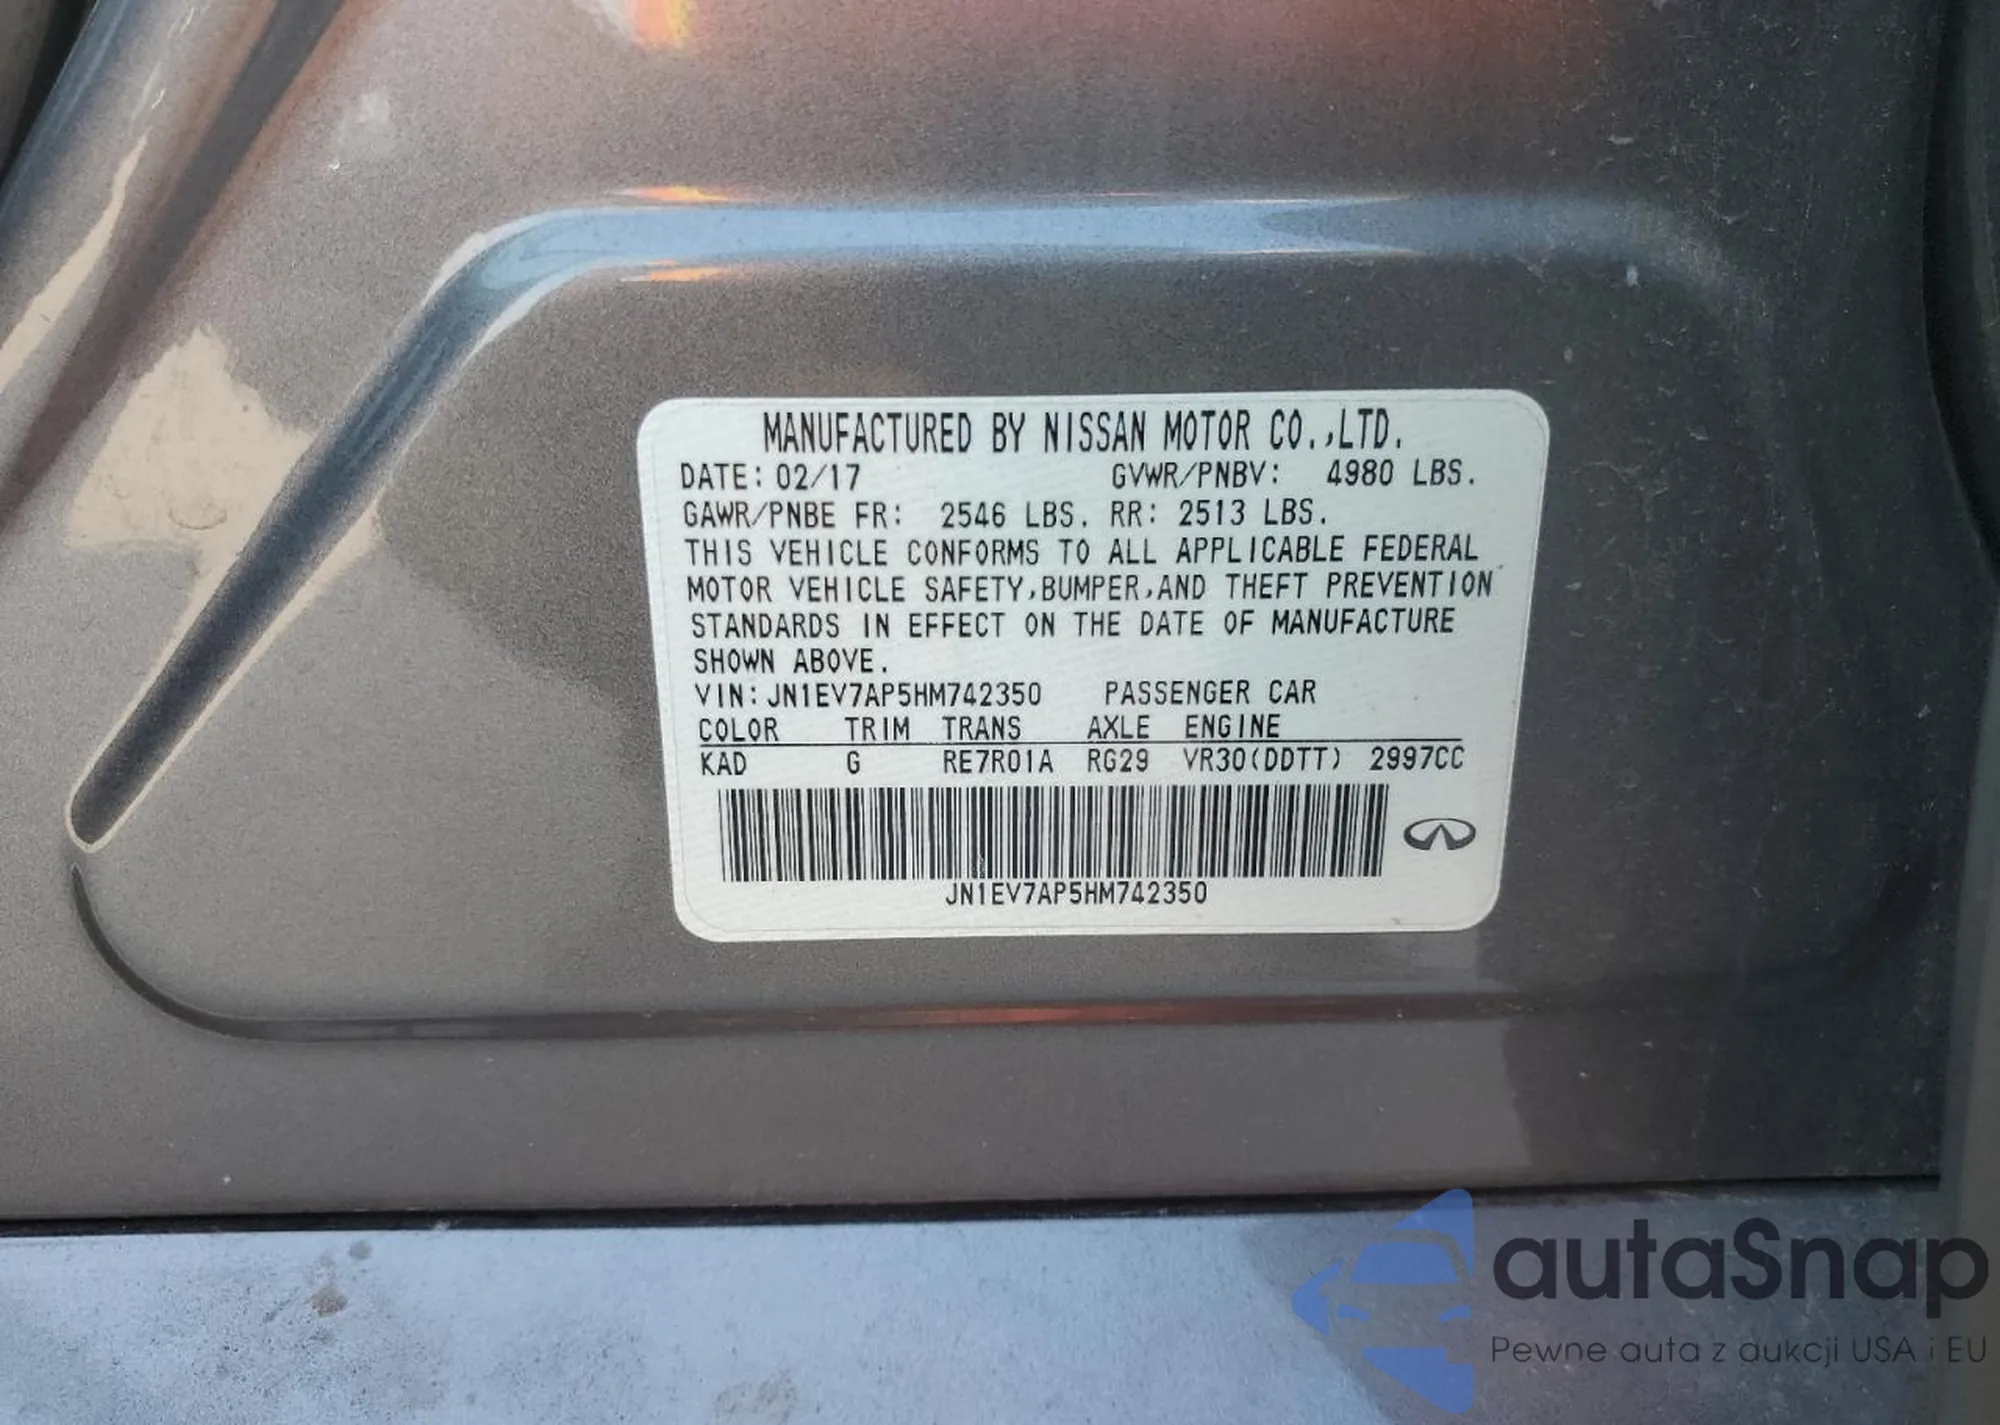 MANUFACTURED BY NISSAN MOTOR CO.,LTD.
DATE: 02/17 GVWR/PNBV: 4980 LBS.
GAWR/PNBE FR: 2546 LBS. RR: 2513 LBS.
THIS VEHICLE CONFORMS TO ALL APPLICABLE FEDERAL
MOTOR VEHICLE SAFETY,BUMPER,AND THEFT PREVENTION
STANDARDS IN EFFECT ON THE DATE OF MANUFACTURE
SHOWN ABOVE.
VIN:JN1EV7AP5HM742350 PASSENGER CAR
COLOR TRIM TRANS AXLE ENGINE
KAD G RE7R01A RG29 VR30(DDTT) 2997CC
JN1EV7AP5HM742350
autaSnap
Pewne auta z aukcji USA i EU